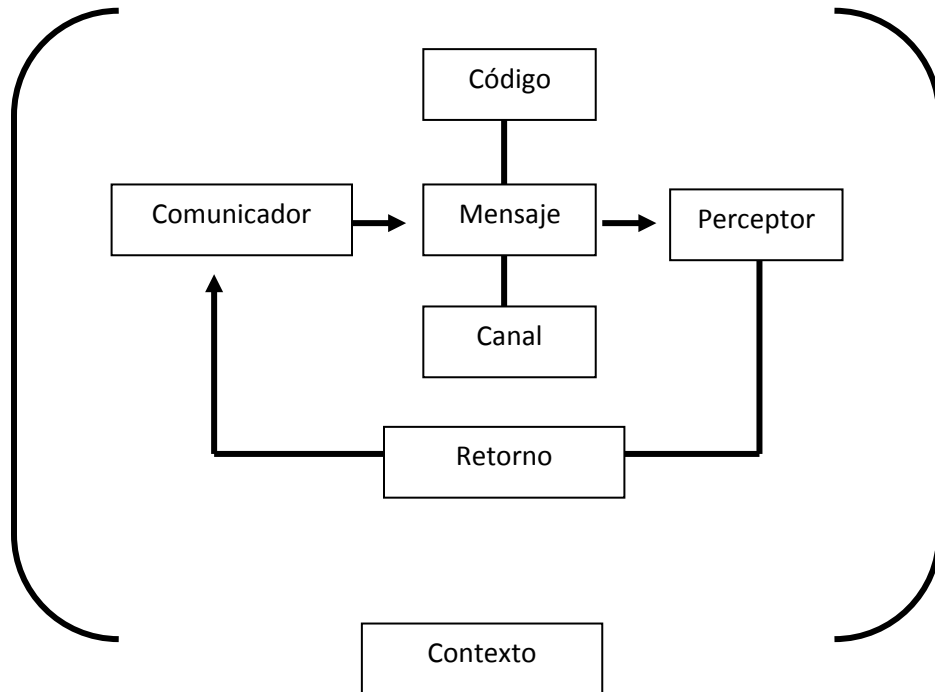 Código
Comunicador
Mensaje
Perceptor
Canal
Retorno
Contexto